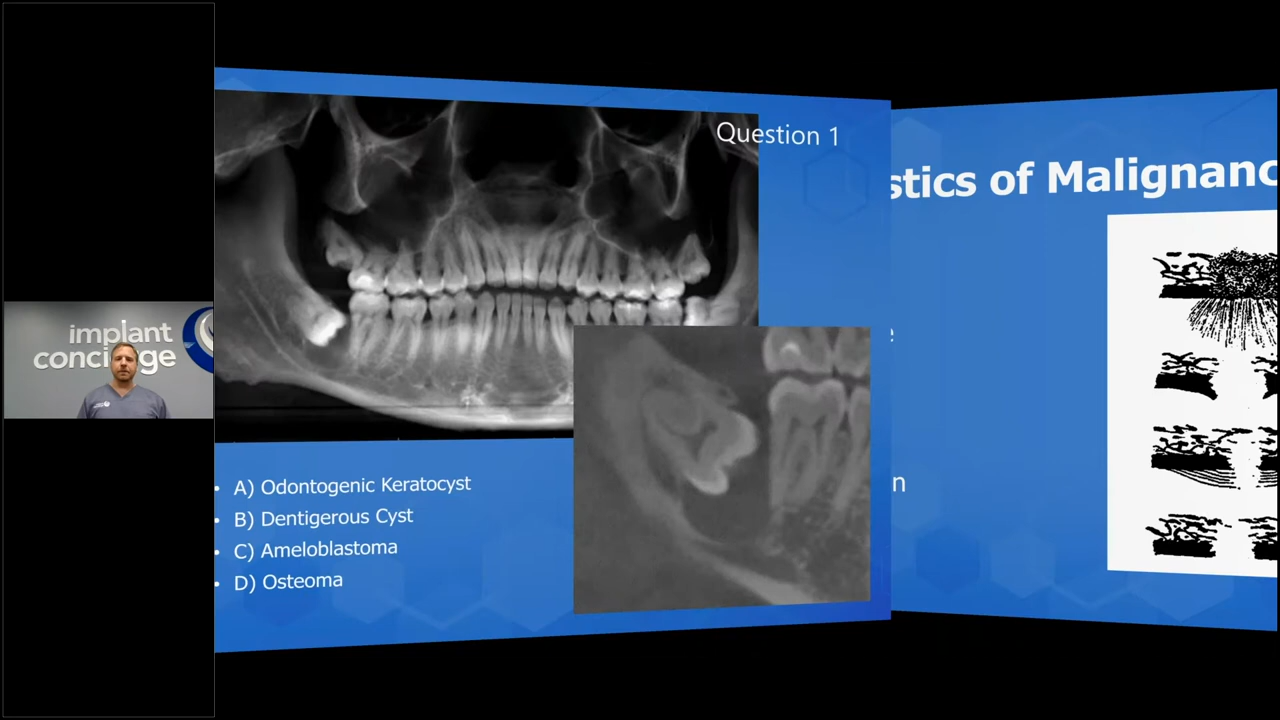 implant
concierge
Question 1
• A) Odontogenic Keratocyst
• B) Dentigerous Cyst
• C) Ameloblastoma
• D) Osteoma
stics of Malignanc
e
n